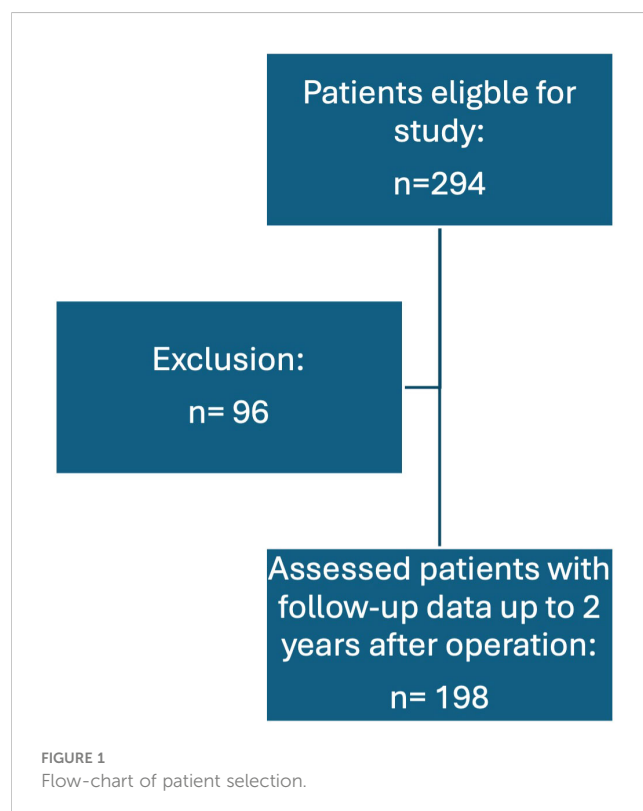 Patients eligble for
study:
n=294
Exclusion:
n= 96
Assessed patients with
follow-up data up to 2
years after operation:
n= 198
FIGURE 1
Flow-chart of patient selection.